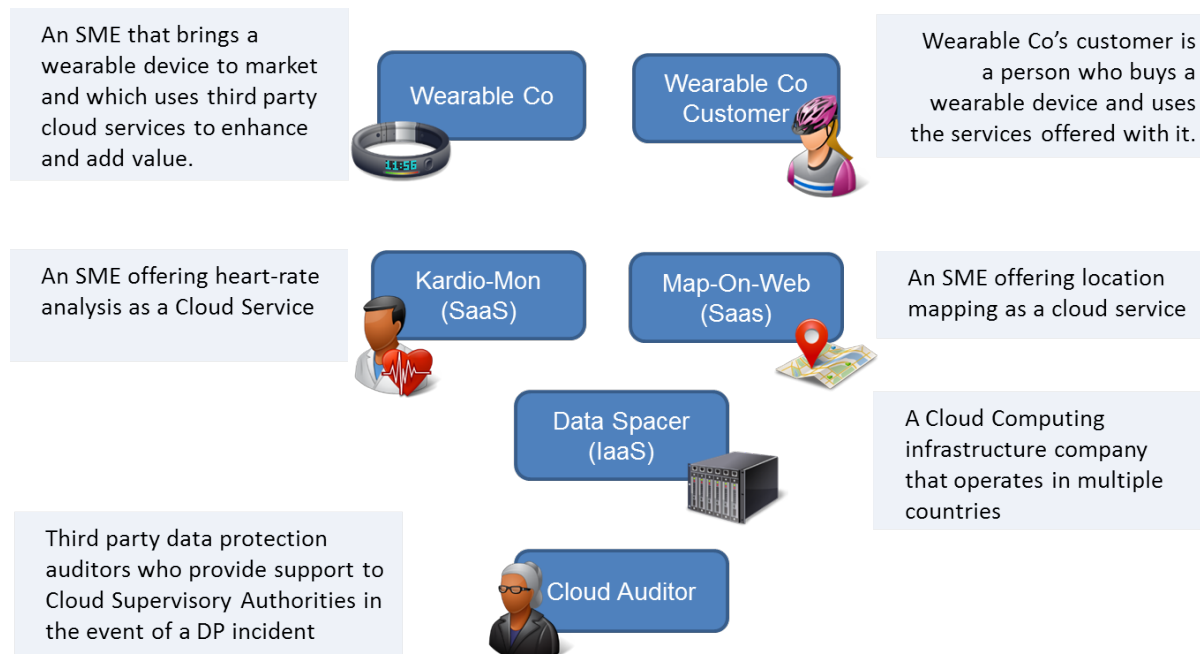 An SME that brings a
wearable device to market
and which uses third party
cloud services to enhance
and add value.
Wearable Co
11:56
Wearable Co
Customer
Wearable Co’s customer is
a person who buys a
wearable device and uses
the services offered with it.
An SME offering heart-rate
analysis as a Cloud Service
Kardio-Mon
(SaaS)
Map-On-Web
(Saas)
An SME offering location
mapping as a cloud service
Data Spacer
(IaaS)
A Cloud Computing
infrastructure company
that operates in multiple
countries
Third party data protection
auditors who provide support to
Cloud Supervisory Authorities in
the event of a DP incident
Cloud Auditor